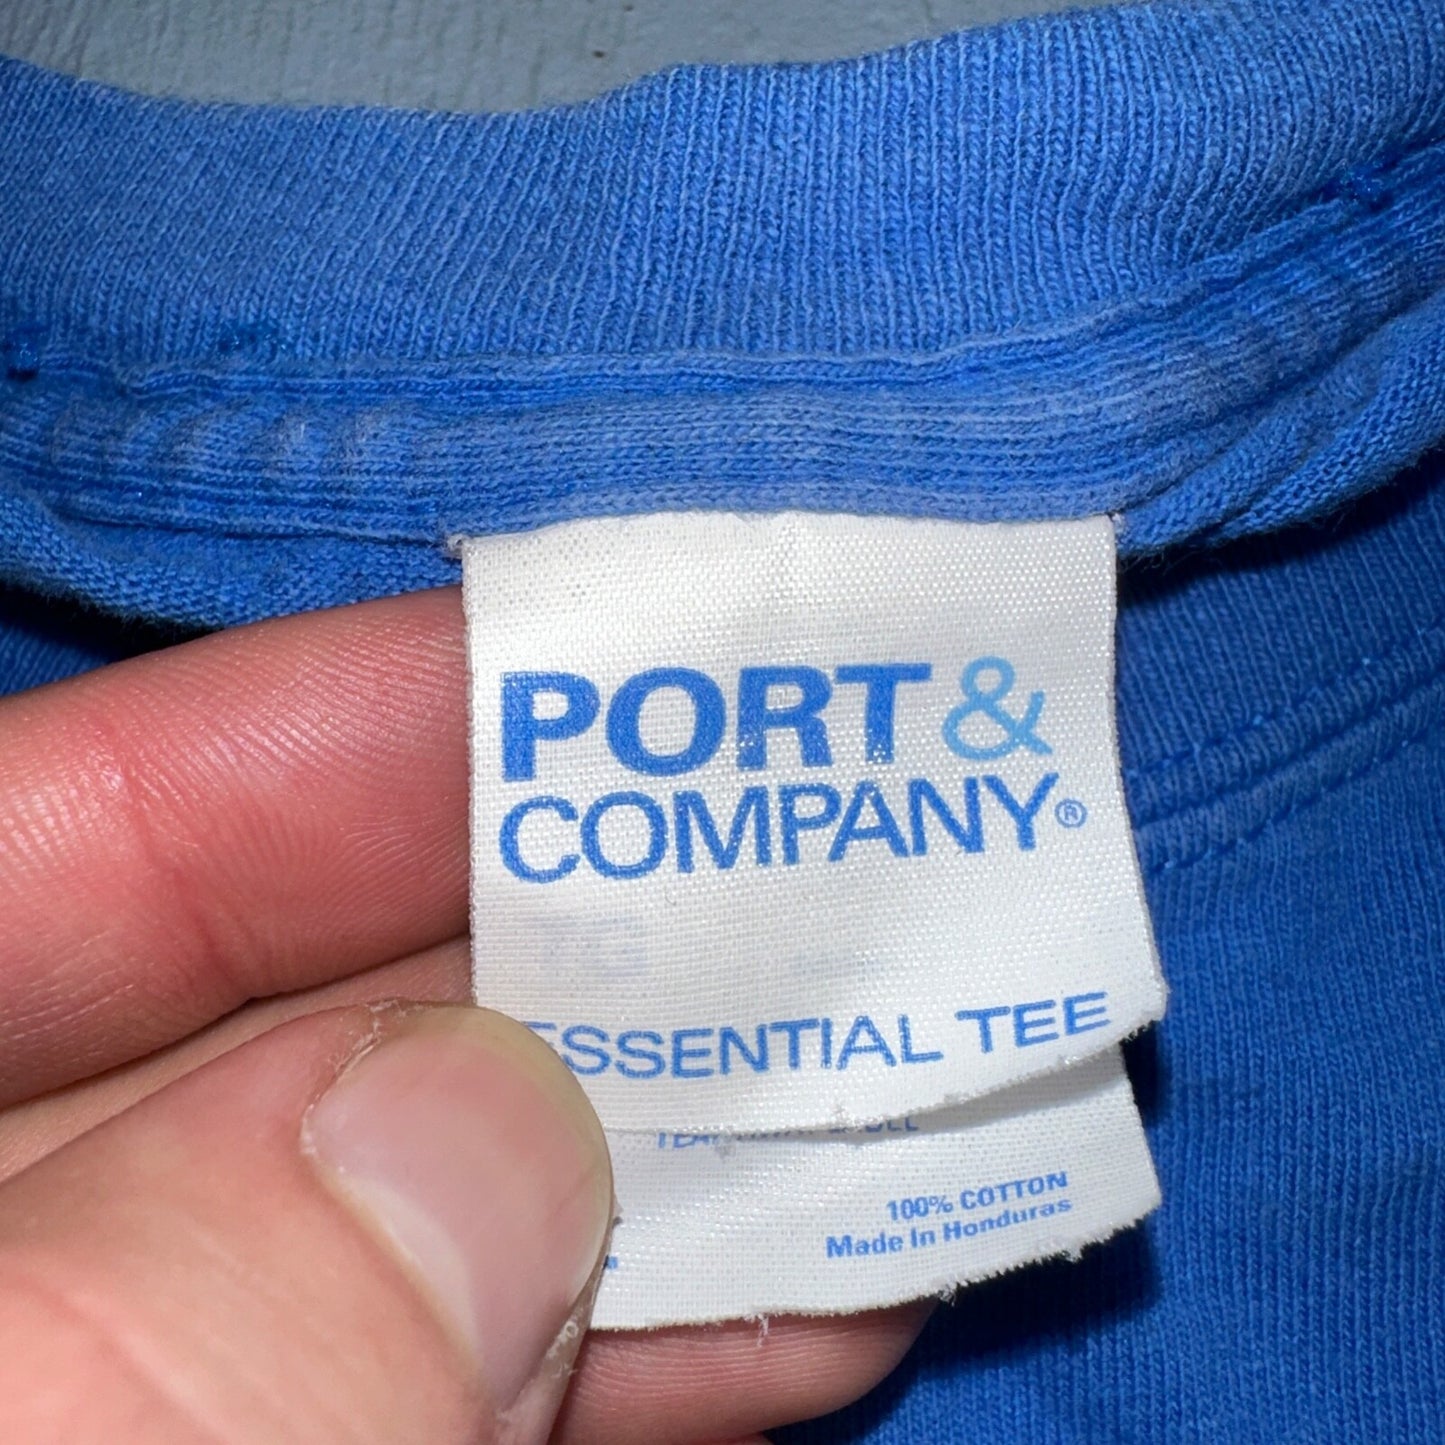 PORT &
COMPANY®
ESSENTIAL TEE
100% COTTON
Made In Honduras